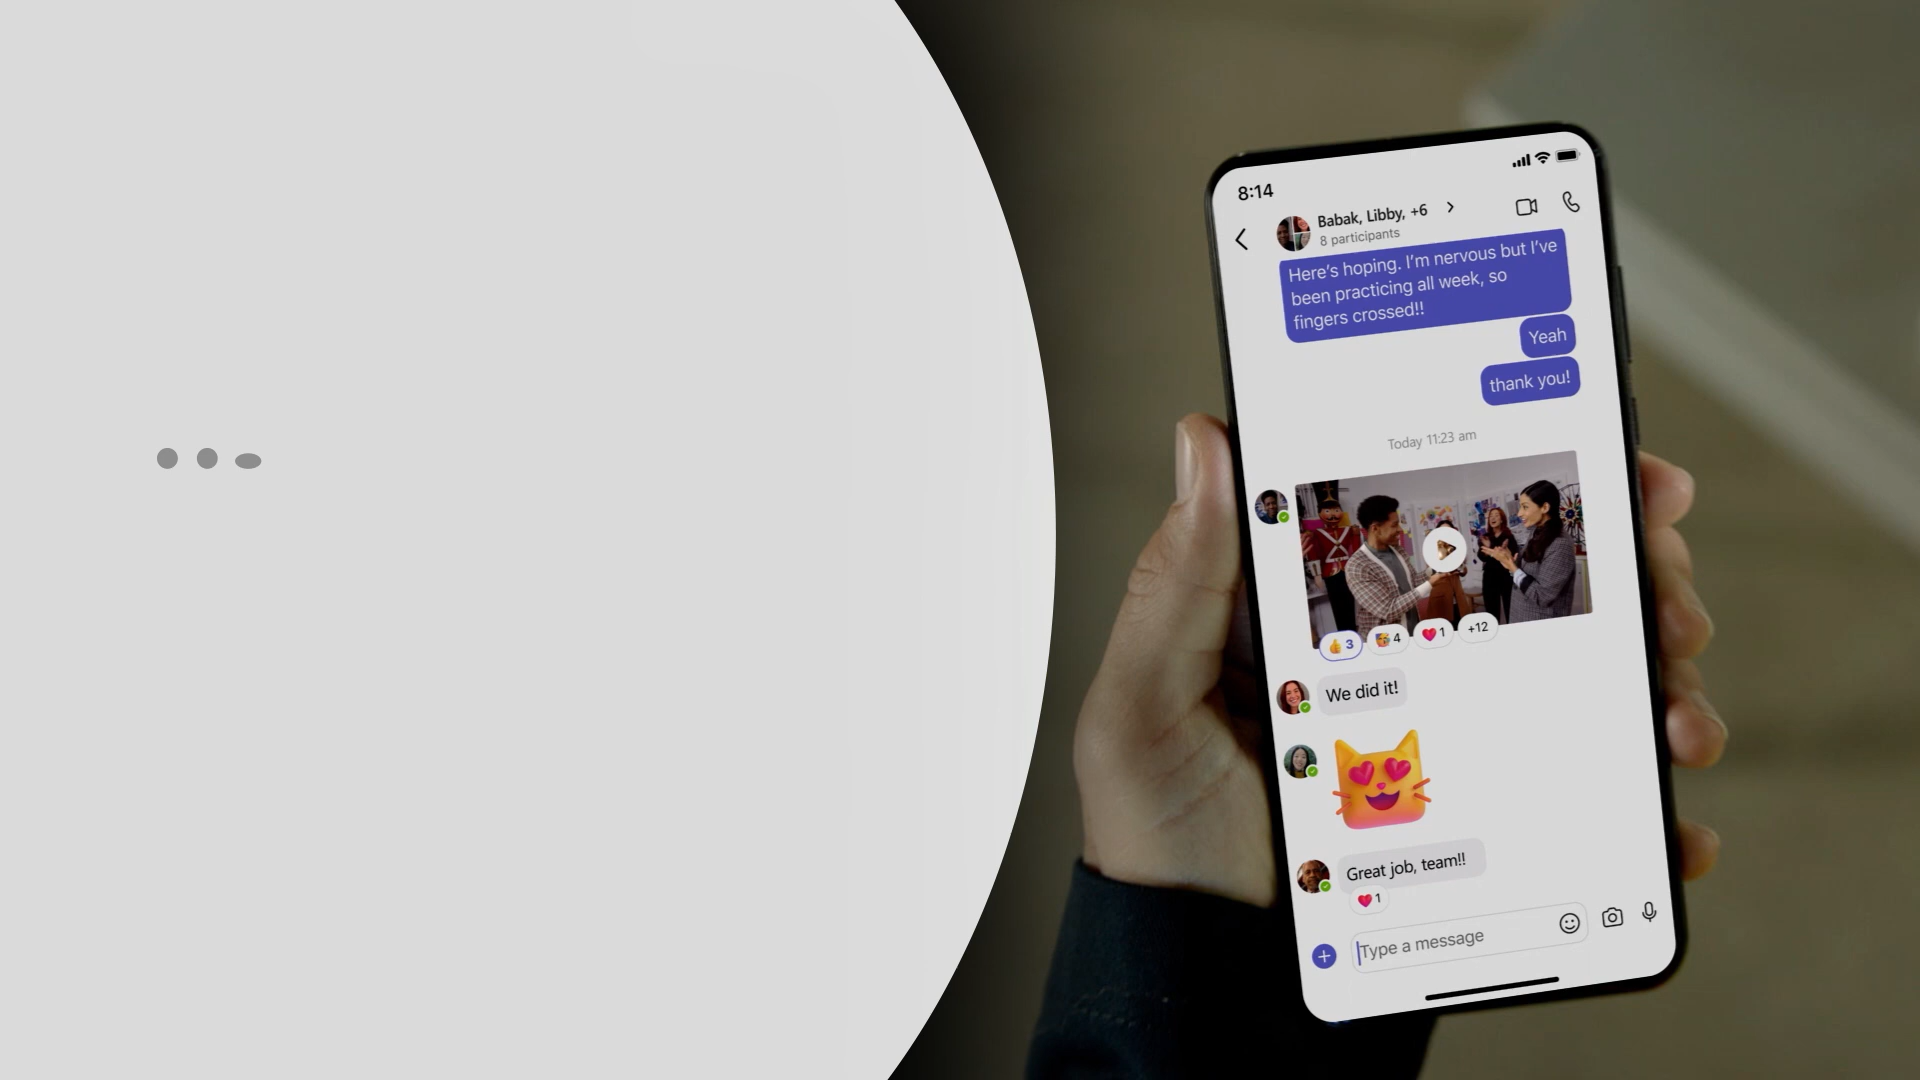 8:14
Babak, Libby, +6
8 participants
Here's hoping. I'm nervous but I've
been practicing all week, so
fingers crossed!!
Yeah
thank you!
Today 11:23 am
3
4
1
+12
We did it!
Great job, team!!
1
Type a message